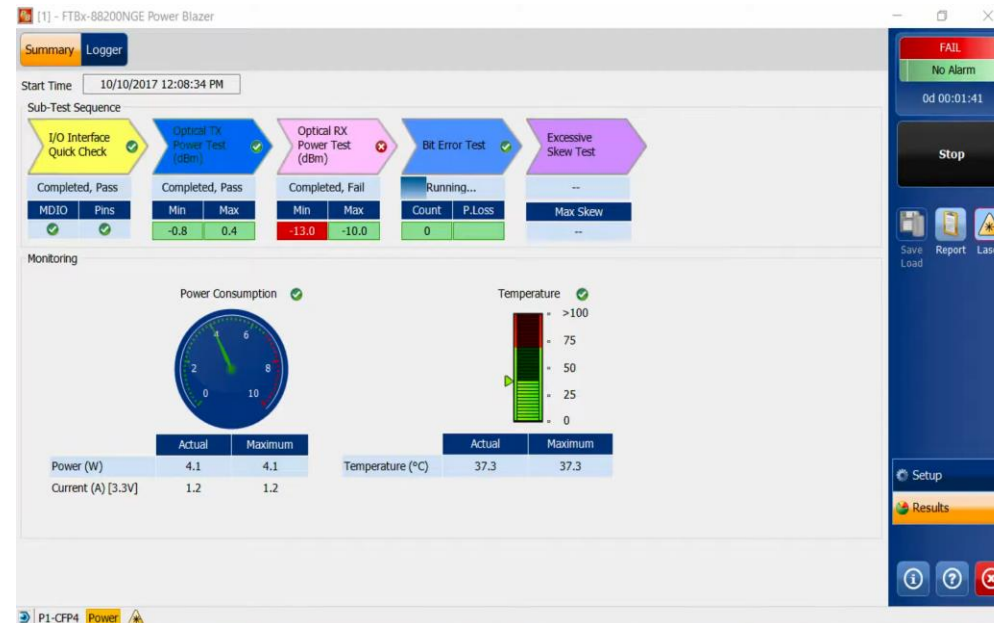 [1] - FTBx-88200NGE Power Blazer
Summary Logger
Start Time 10/10/2017 12:08:34 PM
Sub-Test Sequence
I/O Interface
Quick Check
Optical TX
Power Test
(dBm)
Optical RX
Power Test
(dBm)
Bit Error Test
Excessive
Skew Test
Completed, Pass Completed, Pass Completed, Fail Running... --
MDIO Pins Min Max Min Max Count P.Loss Max Skew
-0.8 0.4 -13.0 -10.0 0 --
Monitoring
Power Consumption
0 2 4 6 8 10
Temperature
>100
75
50
25
0
Actual Maximum
Power (W) 4.1 4.1
Current (A) [3.3V] 1.2 1.2
Actual Maximum
Temperature (°C) 37.3 37.3
FAIL
No Alarm
0d 00:01:41
Stop
Save
Load
Report
Las
Setup
Results
P1-CFP4 Power